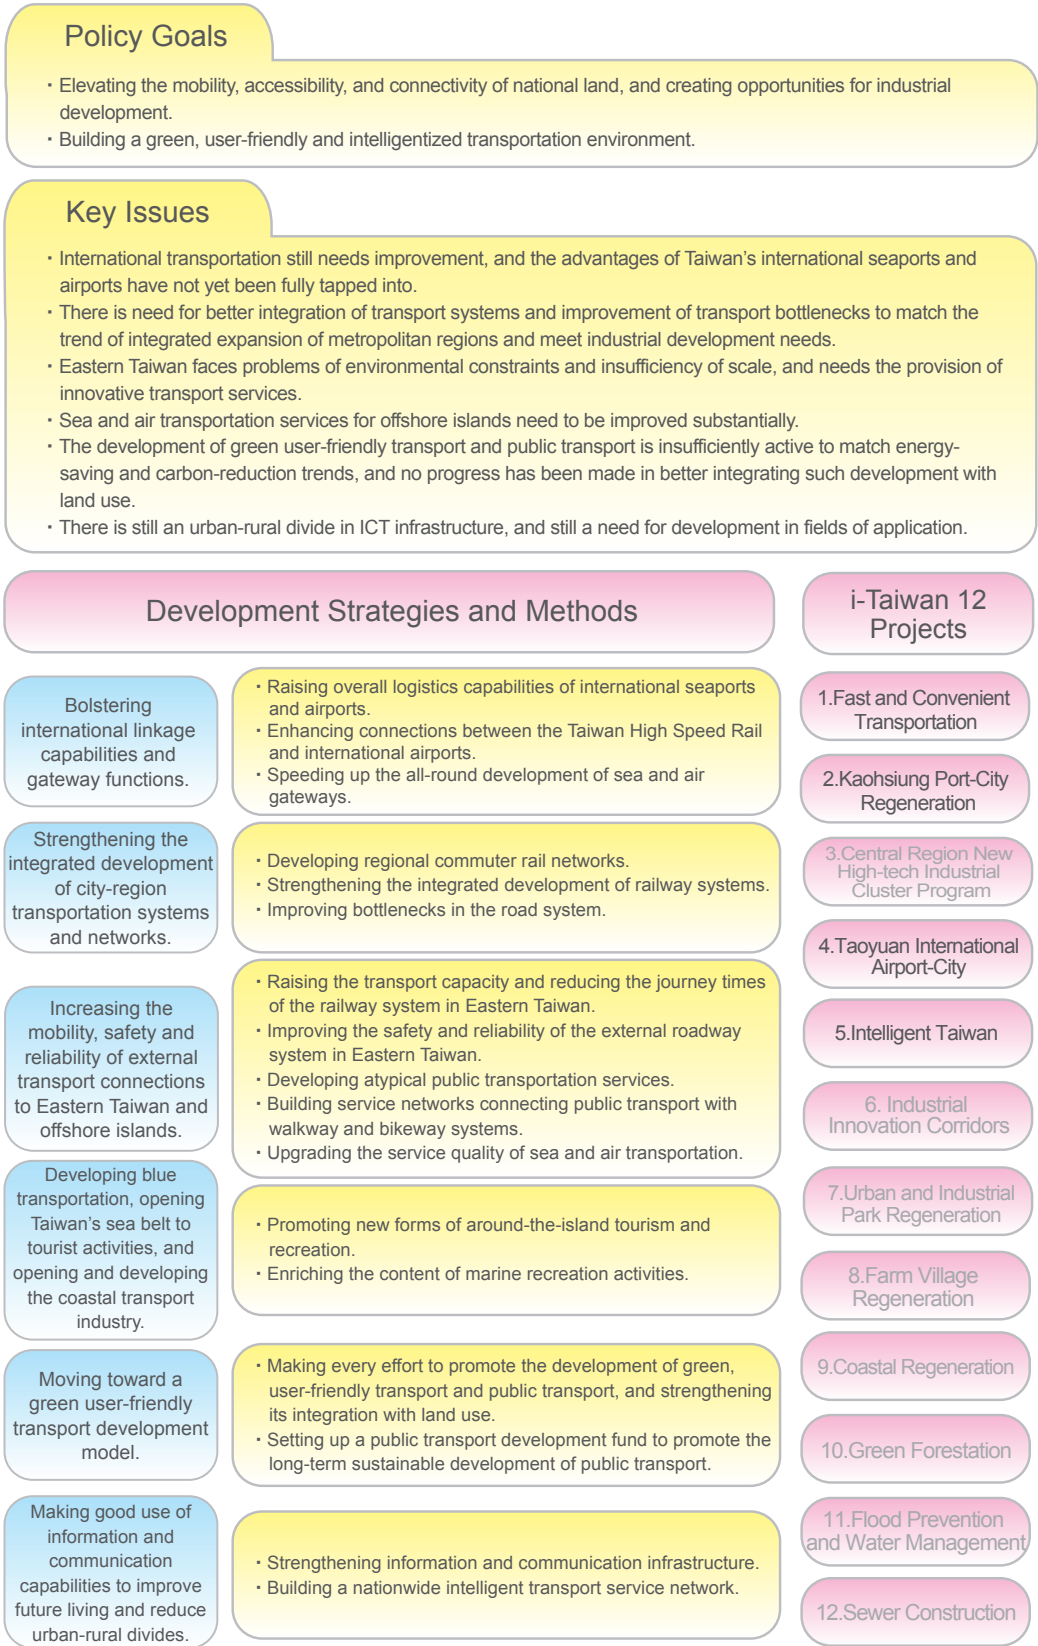 Policy Goals
· Elevating the mobility, accessibility, and connectivity of national land, and creating opportunities for industrial
development.
· Building a green, user-friendly and intelligentized transportation environment.
Key Issues
· International transportation still needs improvement, and the advantages of Taiwan's international seaports and
airports have not yet been fully tapped into.
· There is need for better integration of transport systems and improvement of transport bottlenecks to match the
trend of integrated expansion of metropolitan regions and meet industrial development needs.
· Eastern Taiwan faces problems of environmental constraints and insufficiency of scale, and needs the provision of
innovative transport services.
· Sea and air transportation services for offshore islands need to be improved substantially.
· The development of green user-friendly transport and public transport is insufficiently active to match energy-
saving and carbon-reduction trends, and no progress has been made in better integrating such development with
land use.
· There is still an urban-rural divide in ICT infrastructure, and still a need for development in fields of application.
Development Strategies and Methods
Bolstering
international linkage
capabilities and
gateway functions.
· Raising overall logistics capabilities of international seaports
and airports.
· Enhancing connections between the Taiwan High Speed Rail
and international airports.
· Speeding up the all-round development of sea and air
gateways.
Strengthening the
integrated development
of city-region
transportation systems
and networks.
· Developing regional commuter rail networks.
· Strengthening the integrated development of railway systems.
· Improving bottlenecks in the road system.
Increasing the
mobility, safety and
reliability of external
transport connections
to Eastern Taiwan and
offshore islands.
· Raising the transport capacity and reducing the journey times
of the railway system in Eastern Taiwan.
· Improving the safety and reliability of the external roadway
system in Eastern Taiwan.
· Developing atypical public transportation services.
· Building service networks connecting public transport with
walkway and bikeway systems.
· Upgrading the service quality of sea and air transportation.
Developing blue
transportation, opening
Taiwan's sea belt to
tourist activities, and
opening and developing
the coastal transport
industry.
· Promoting new forms of around-the-island tourism and
recreation.
· Enriching the content of marine recreation activities.
Moving toward a
green user-friendly
transport development
model.
· Making every effort to promote the development of green,
user-friendly transport and public transport, and strengthening
its integration with land use.
· Setting up a public transport development fund to promote the
long-term sustainable development of public transport.
Making good use of
information and
communication
capabilities to improve
future living and reduce
urban-rural divides.
· Strengthening information and communication infrastructure.
· Building a nationwide intelligent transport service network.
i-Taiwan 12
Projects
1.Fast and Convenient
Transportation
2.Kaohsiung Port-City
Regeneration
3.Central Region New
High-tech Industrial
Cluster Program
4.Taoyuan International
Airport-City
5.Intelligent Taiwan
6. Industrial
Innovation Corridors
7.Urban and Industrial
Park Regeneration
8.Farm Village
Regeneration
9.Coastal Regeneration
10.Green Forestation
11.Flood Prevention
and Water Management
12.Sewer Construction